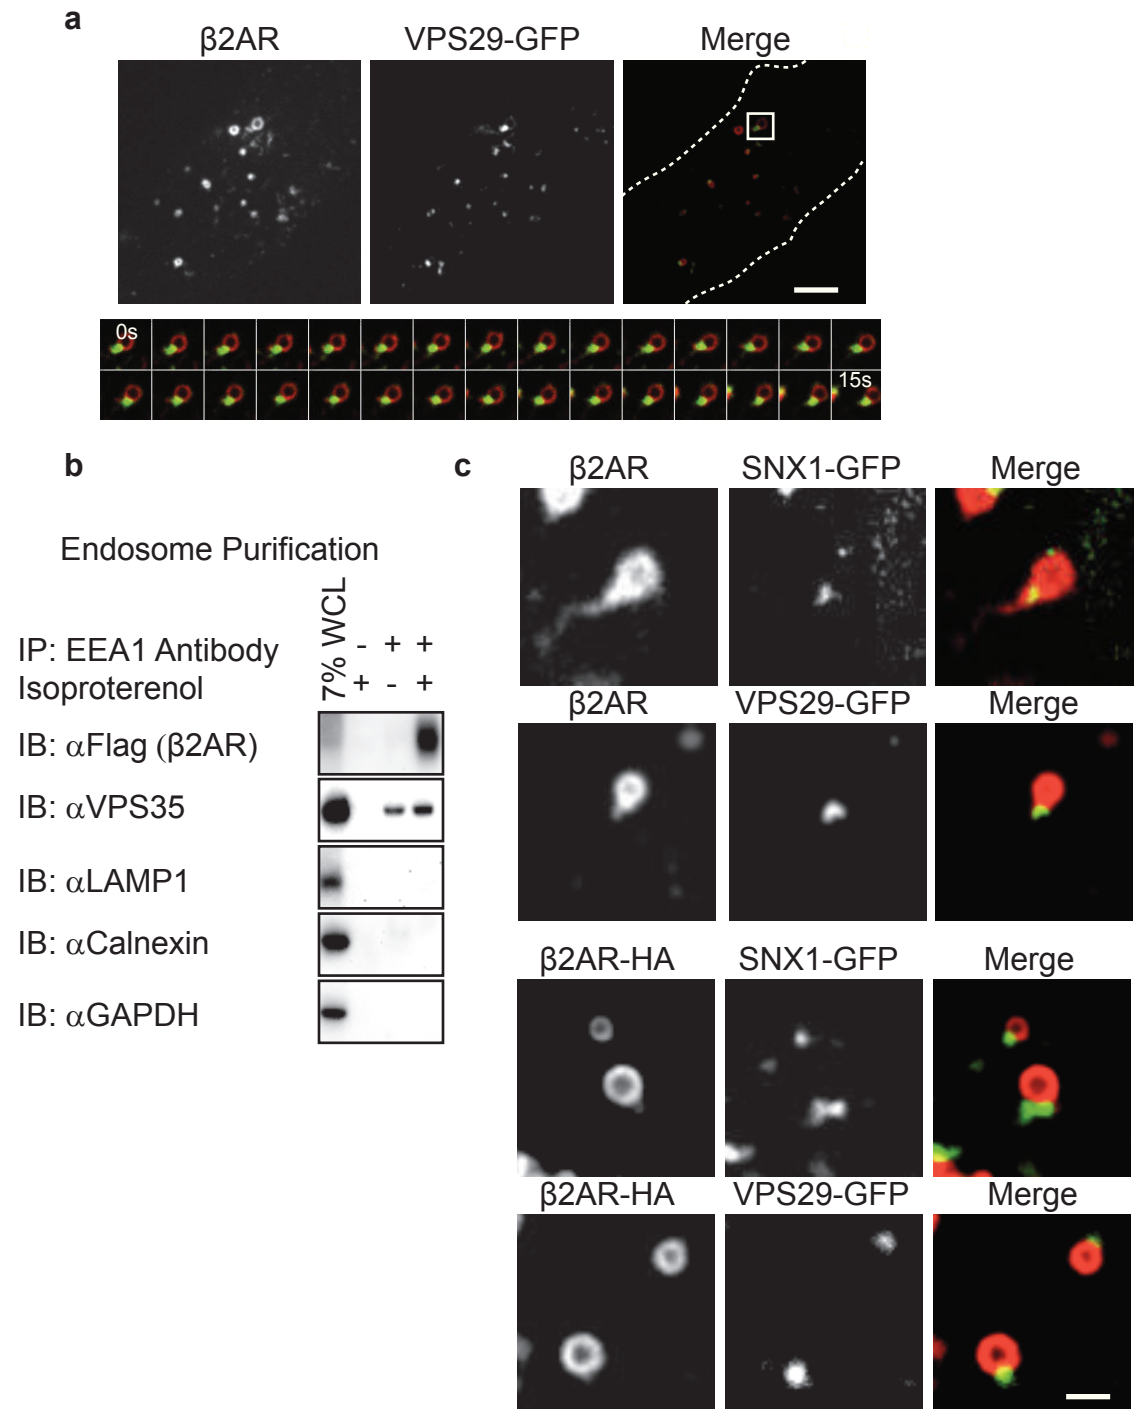 a
β2AR VPS29-GFP Merge
0s
15s
b
Endosome Purification
7% WCL
IP: EEA1 Antibody - + +
Isoproterenol + - +
IB: αFlag (β2AR)
IB: αVPS35
IB: αLAMP1
IB: αCalnexin
IB: αGAPDH
c
β2AR SNX1-GFP Merge
β2AR VPS29-GFP Merge
β2AR-HA SNX1-GFP Merge
β2AR-HA VPS29-GFP Merge